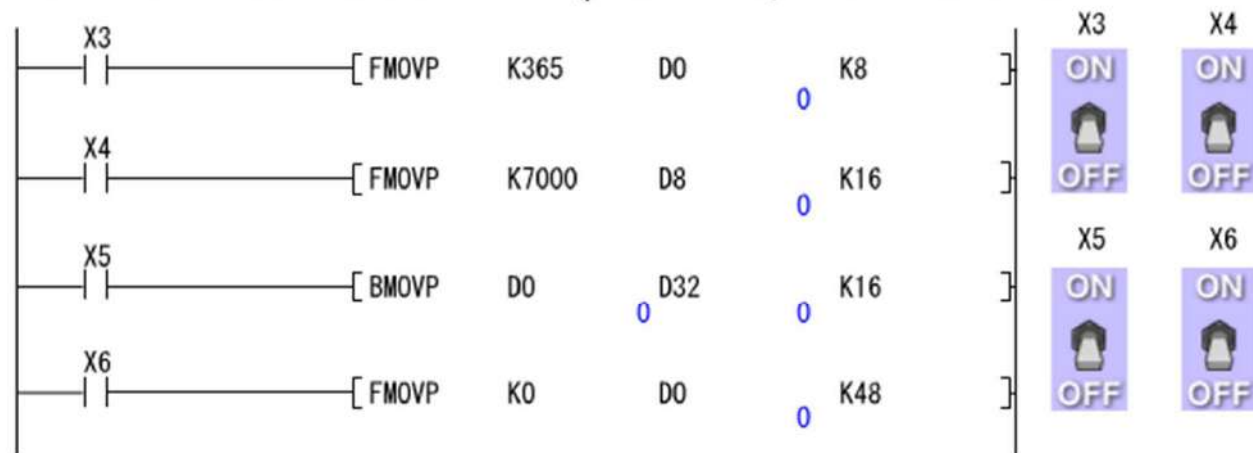 X3 X4
X3
[ FMOVP K365 D0 K8 ]
0
ON ON
OFF OFF
X4
[ FMOVP K7000 D8 K16 ]
0
X5 X6
X5
[ BMOVP D0 D32 K16 ]
0 0
ON ON
OFF OFF
X6
[ FMOVP K0 D0 K48 ]
0